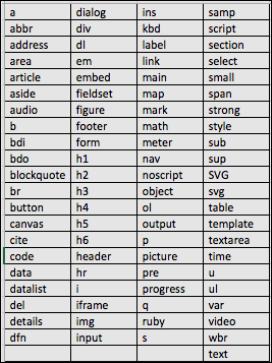 a dialog ins samp
abbr div kbd script
address dl label section
area em link select
article embed main small
aside fieldset map span
audio figure mark strong
b footer math style
bdi form meter sub
bdo h1 nav sup
blockquote h2 noscript SVG
br h3 object svg
button h4 ol table
canvas h5 output template
cite h6 p textarea
code header picture time
data hr pre u
datalist i progress ul
del iframe q var
details img ruby video
dfn input s wbr
text